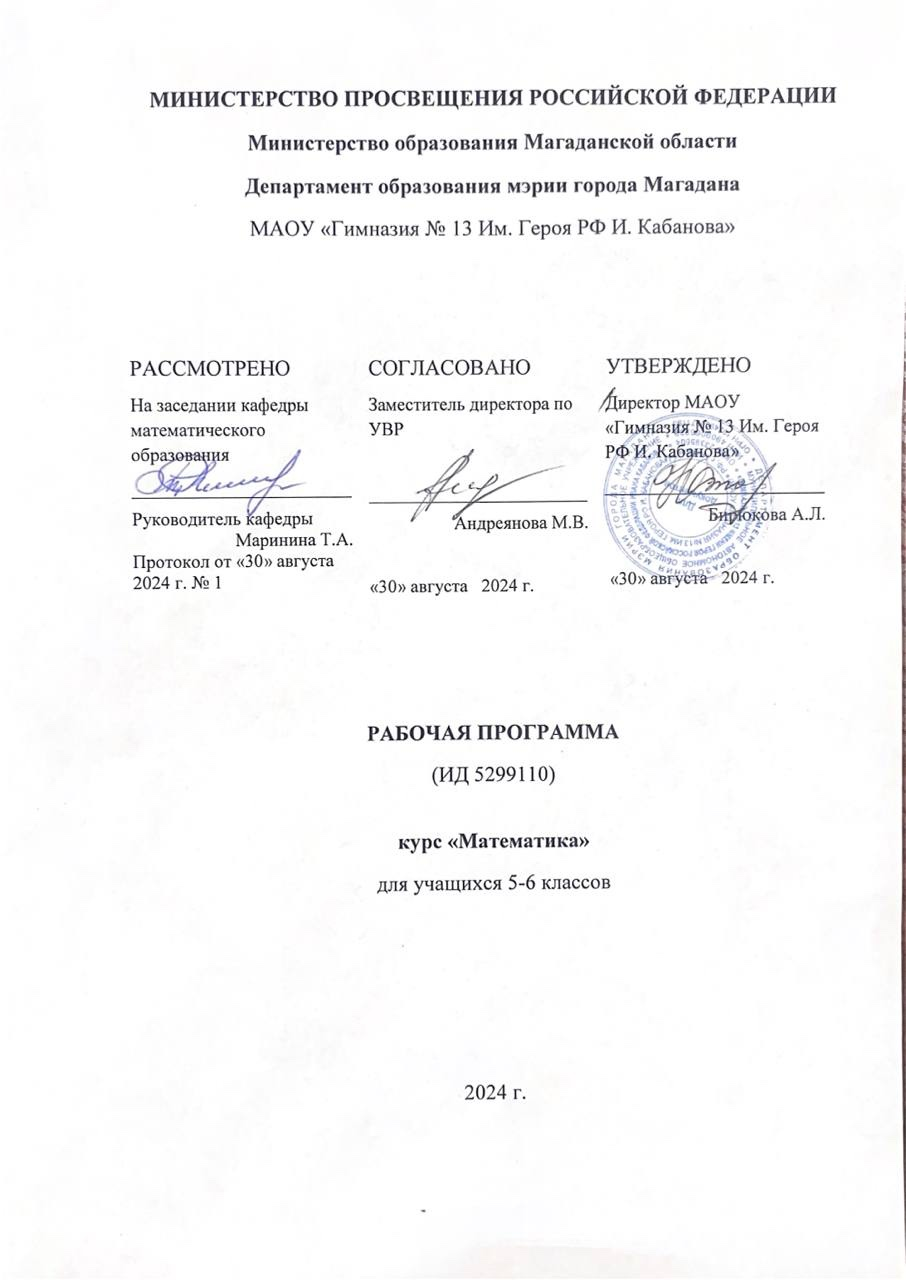 МИНИСТЕРСТВО ПРОСВЕЩЕНИЯ РОССИЙСКОЙ ФЕДЕРАЦИИ
Министерство образования Магаданской области
Департамент образования мэрии города Магадана
МАОУ «Гимназия № 13 Им. Героя РФ И. Кабанова»
РАССМОТРЕНО
На заседании кафедры
математического
образования
Руководитель кафедры
Маринина Т.А.
Протокол от «30» августа
2024 г. № 1
СОГЛАСОВАНО
Заместитель директора по
УВР
Андреянова М.В.
«30» августа 2024 г.
УТВЕРЖДЕНО
Директор МАОУ
«Гимназия № 13 Им. Героя
РФ И. Кабанова»
Бирюкова А.Л.
«30» августа 2024 г.
РАБОЧАЯ ПРОГРАММА
(ИД 5299110)
курс «Математика»
для учащихся 5-6 классов
2024 г.